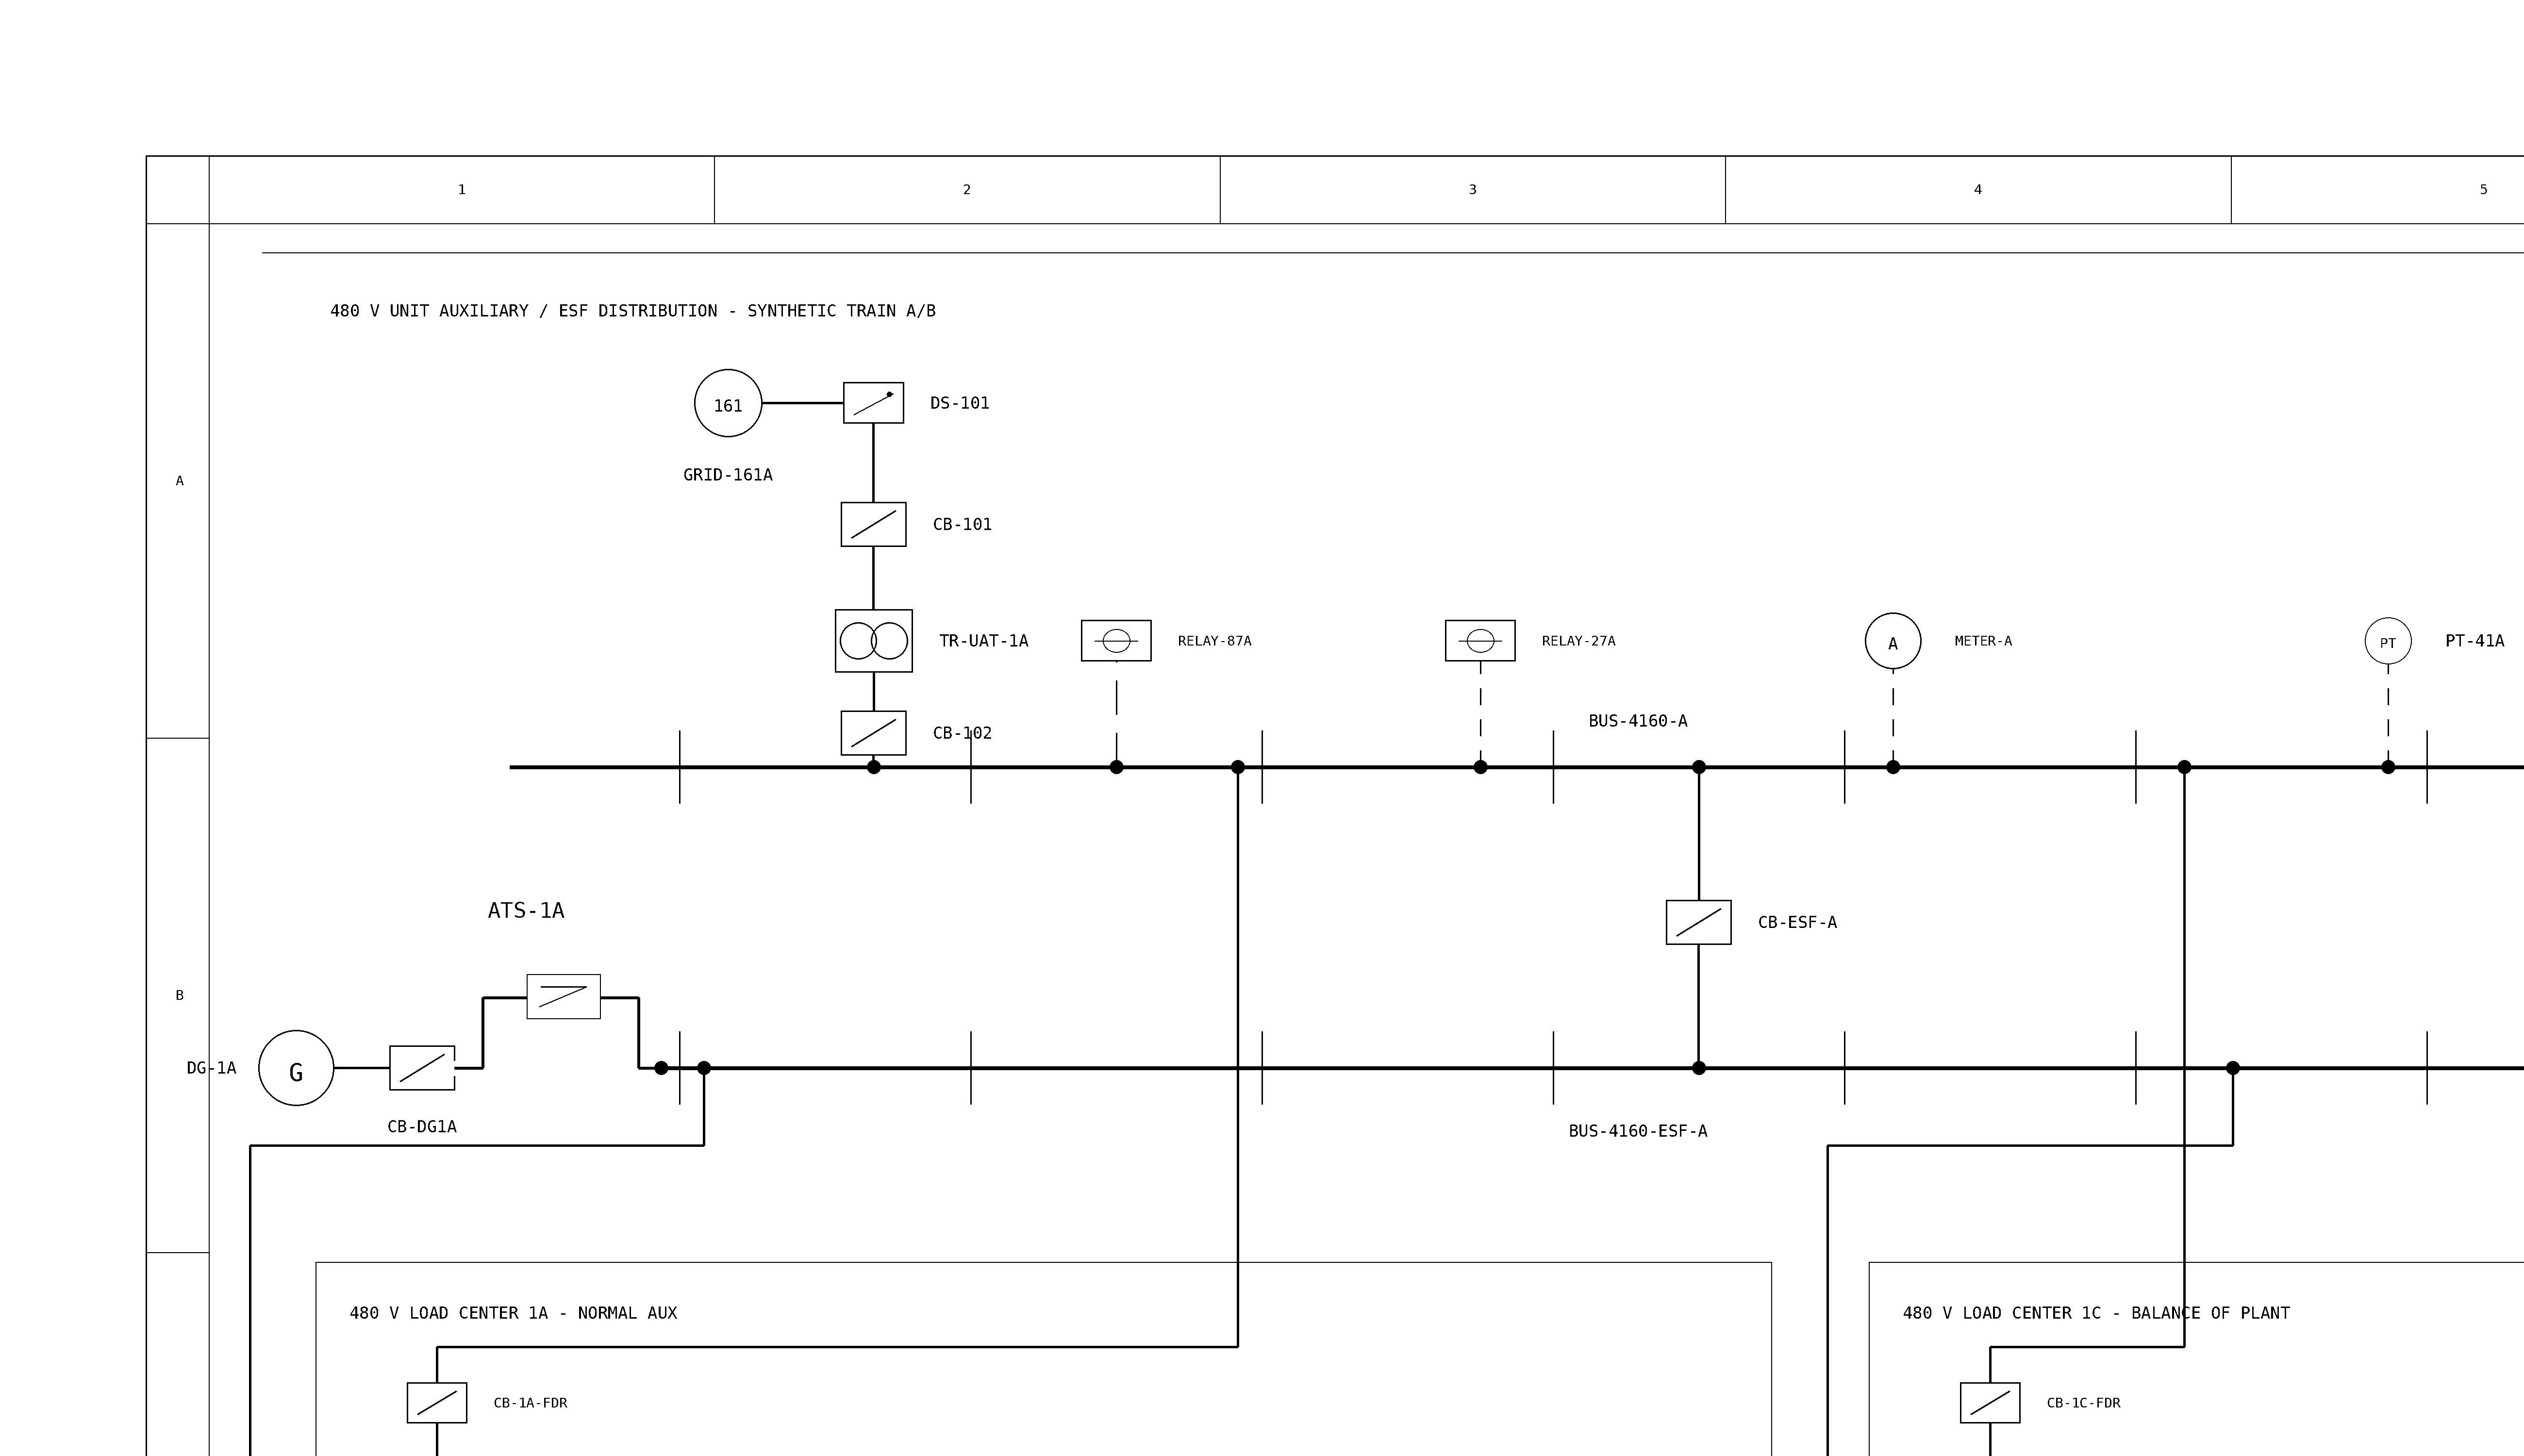 1 2 3 4 5
480 V UNIT AUXILIARY / ESF DISTRIBUTION - SYNTHETIC TRAIN A/B
161
DS-101
GRID-161A
A
CB-101
TR-UAT-1A
RELAY-87A
RELAY-27A
A
METER-A
PT
PT-41A
BUS-4160-A
CB-102
ATS-1A
CB-ESF-A
B
DG-1A
G
CB-DG1A
BUS-4160-ESF-A
480 V LOAD CENTER 1A - NORMAL AUX
480 V LOAD CENTER 1C - BALANCE OF PLANT
CB-1A-FDR
CB-1C-FDR